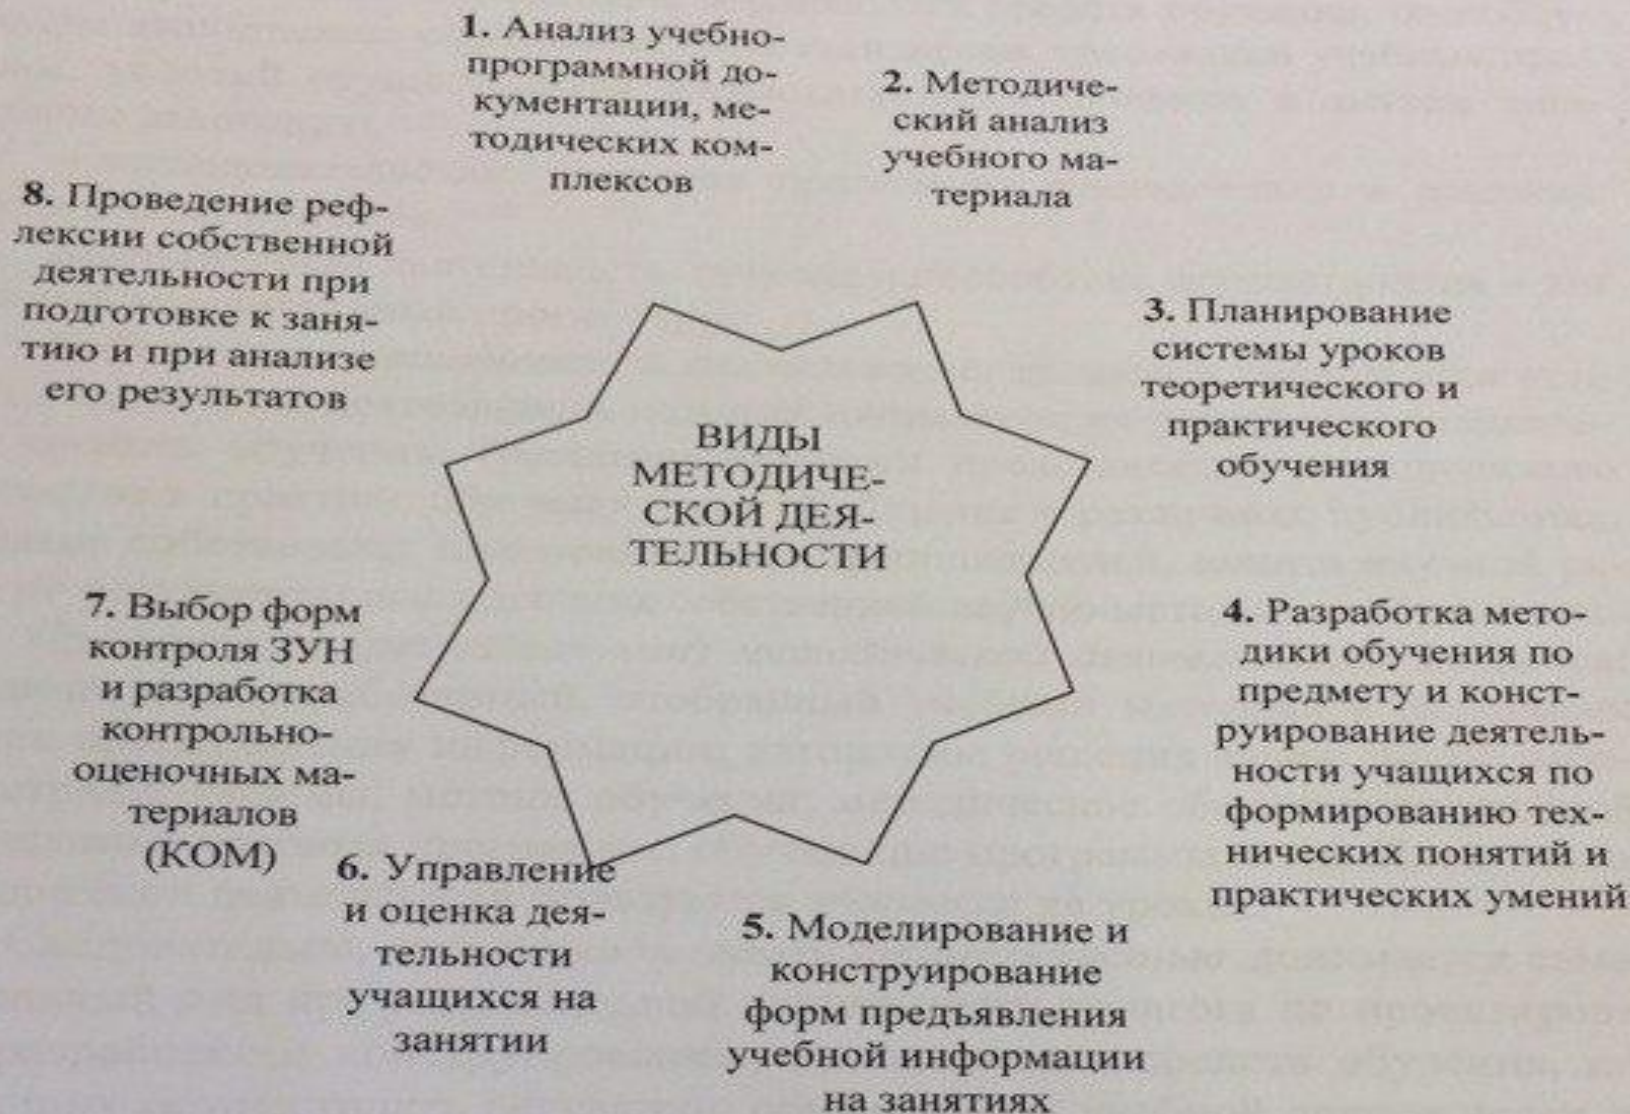 1. Анализ учебно-
программной до-
кументации, ме-
тодических ком-
плексов
2. Методиче-
ский анализ
учебного ма-
териала
3. Планирование
системы уроков
теоретического и
практического
обучения
4. Разработка мето-
дики обучения по
предмету и конст-
руирование деятель-
ности учащихся по
формированию тех-
нических понятий и
практических умений
5. Моделирование и
конструирование
форм предъявления
учебной информации
на занятиях
6. Управление
и оценка дея-
тельности
учащихся на
занятии
7. Выбор форм
контроля ЗУН
и разработка
контрольно-
оценочных ма-
териалов
(КОМ)
8. Проведение реф-
лексии собственной
деятельности при
подготовке к заня-
тию и при анализе
его результатов
ВИДЫ
МЕТОДИЧЕ-
СКОЙ ДЕЯ-
ТЕЛЬНОСТИ